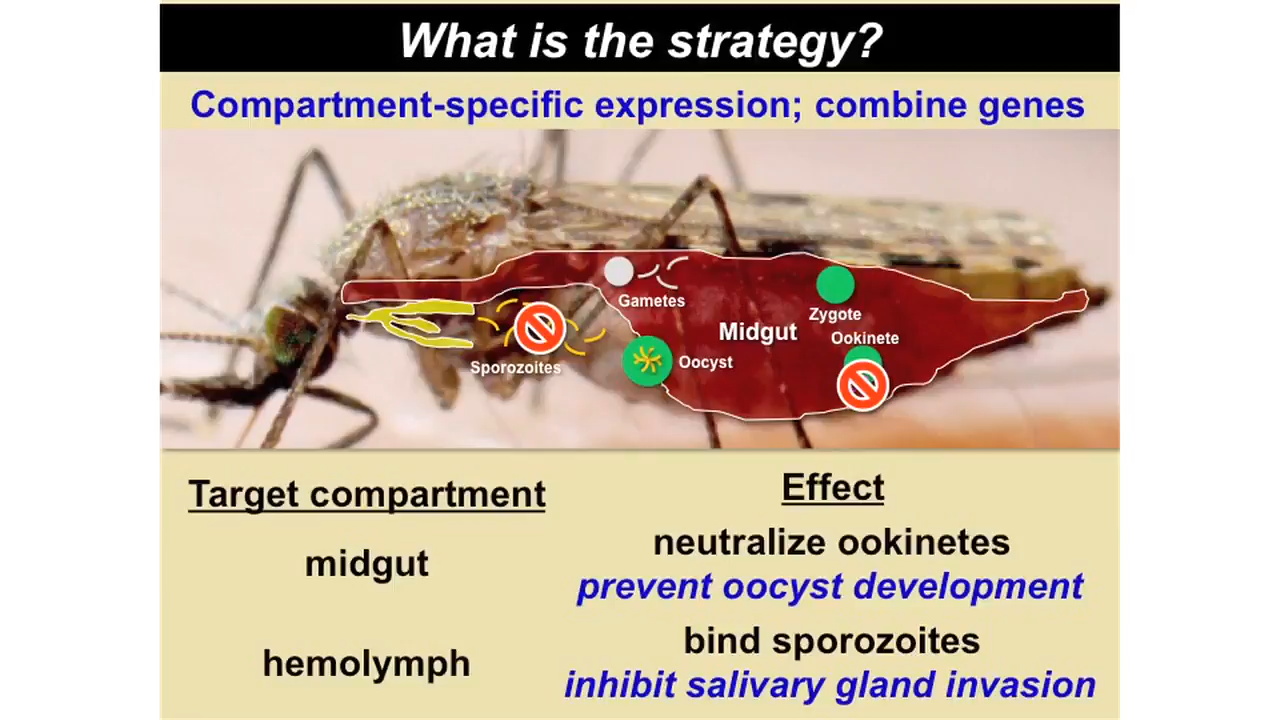 What is the strategy?
Compartment-specific expression; combine genes
Gametes
Zygote
Midgut
Ookinete
Sporozoites
Oocyst
Target compartment
Effect
midgut
neutralize ookinetes
prevent oocyst development
hemolymph
bind sporozoites
inhibit salivary gland invasion